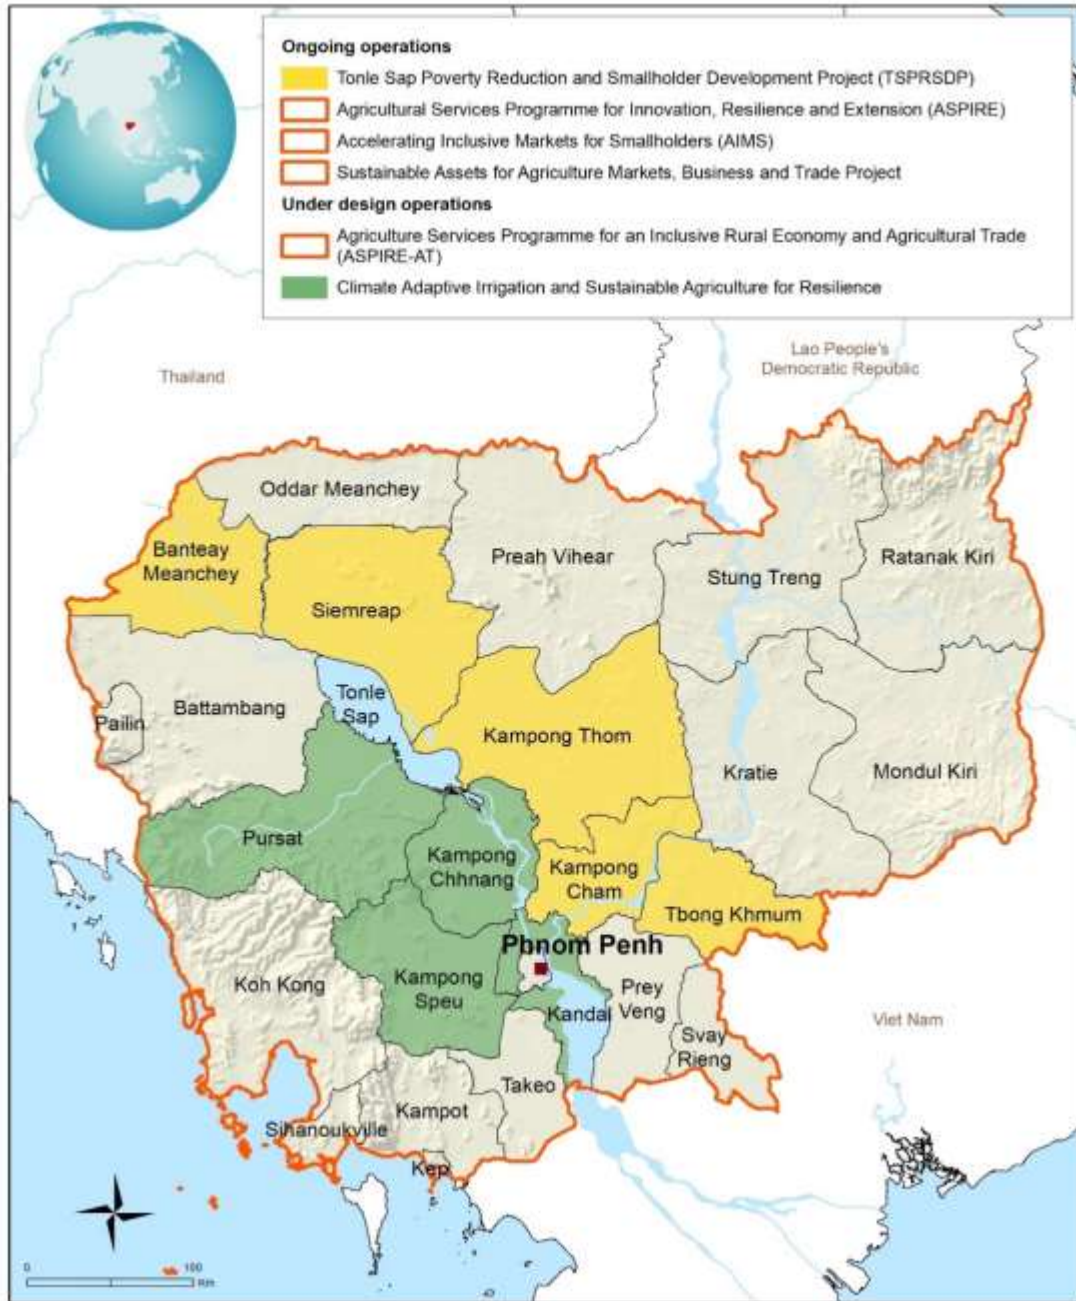 Ongoing operations
Tonle Sap Poverty Reduction and Smallholder Development Project (TSPRSDP)
Agricultural Services Programme for Innovation, Resilience and Extension (ASPIRE)
Accelerating Inclusive Markets for Smallholders (AIMS)
Sustainable Assets for Agriculture Markets, Business and Trade Project
Under design operations
Agriculture Services Programme for an Inclusive Rural Economy and Agricultural Trade
(ASPIRE-AT)
Climate Adaptive Irrigation and Sustainable Agriculture for Resilience
Lao People's
Democratic Republic
Thailand
Oddar Meanchey
Banteay
Meanchey
Preah Vihear
Ratanak Kiri
Stung Treng
Siemreap
Tonle
Sap
Battambang
Pailin
Kampong Thom
Kratie
Mondul Kiri
Pursat
Kampong
Chhnang
Kampong
Cham
Tbong Khmum
Phnom Penh
Koh Kong
Kampong
Speu
Kandal
Prey
Veng
Svay
Rieng
Viet Nam
Takeo
Kampot
Sihanoukville
Kep
0 100
Km